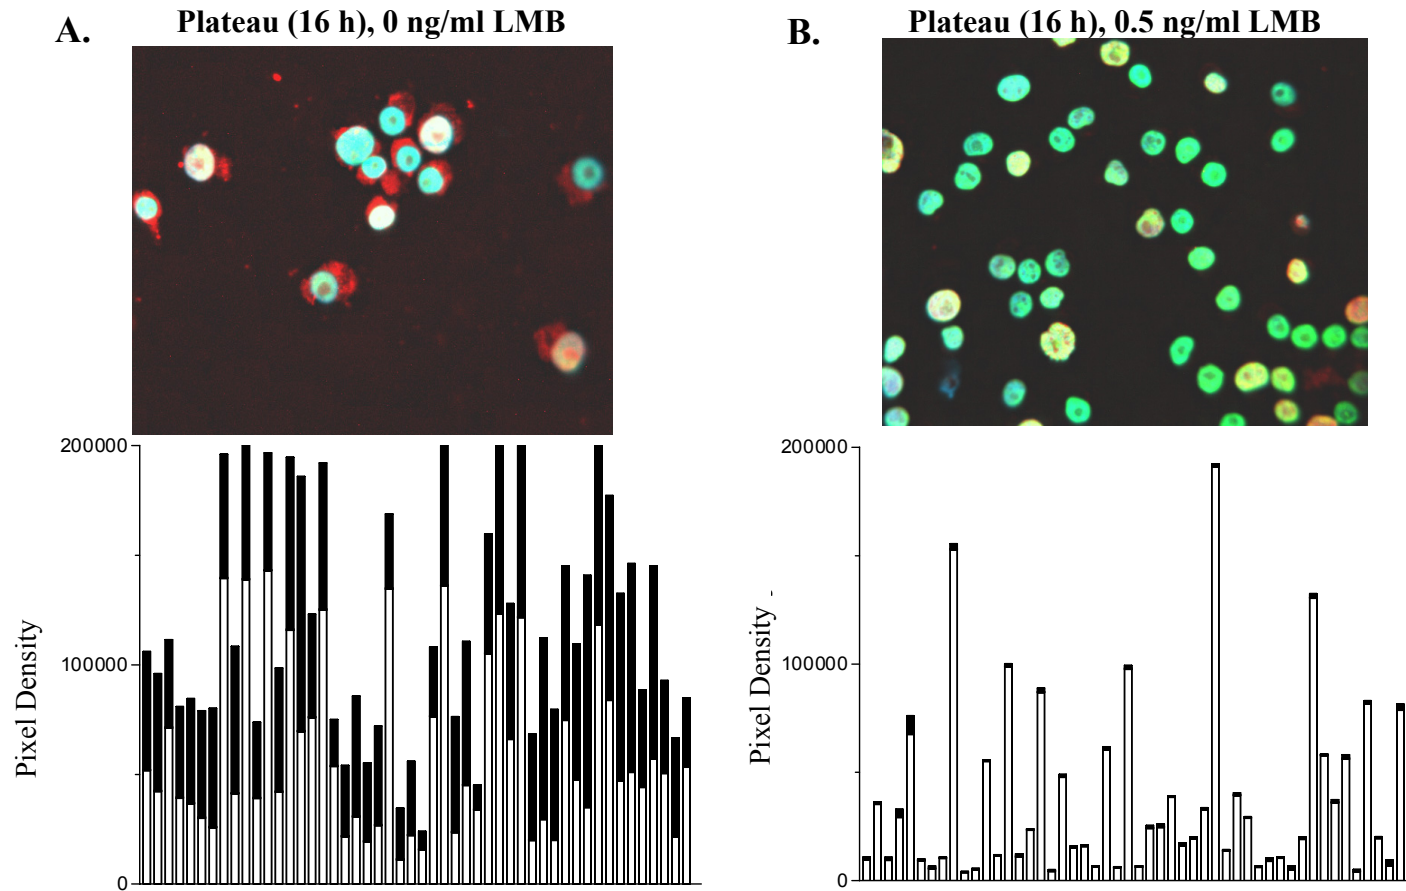 A.
Plateau (16 h), 0 ng/ml LMB
B.
Plateau (16 h), 0.5 ng/ml LMB
200000
100000
0
Pixel Density
200000
100000
0
Pixel Density